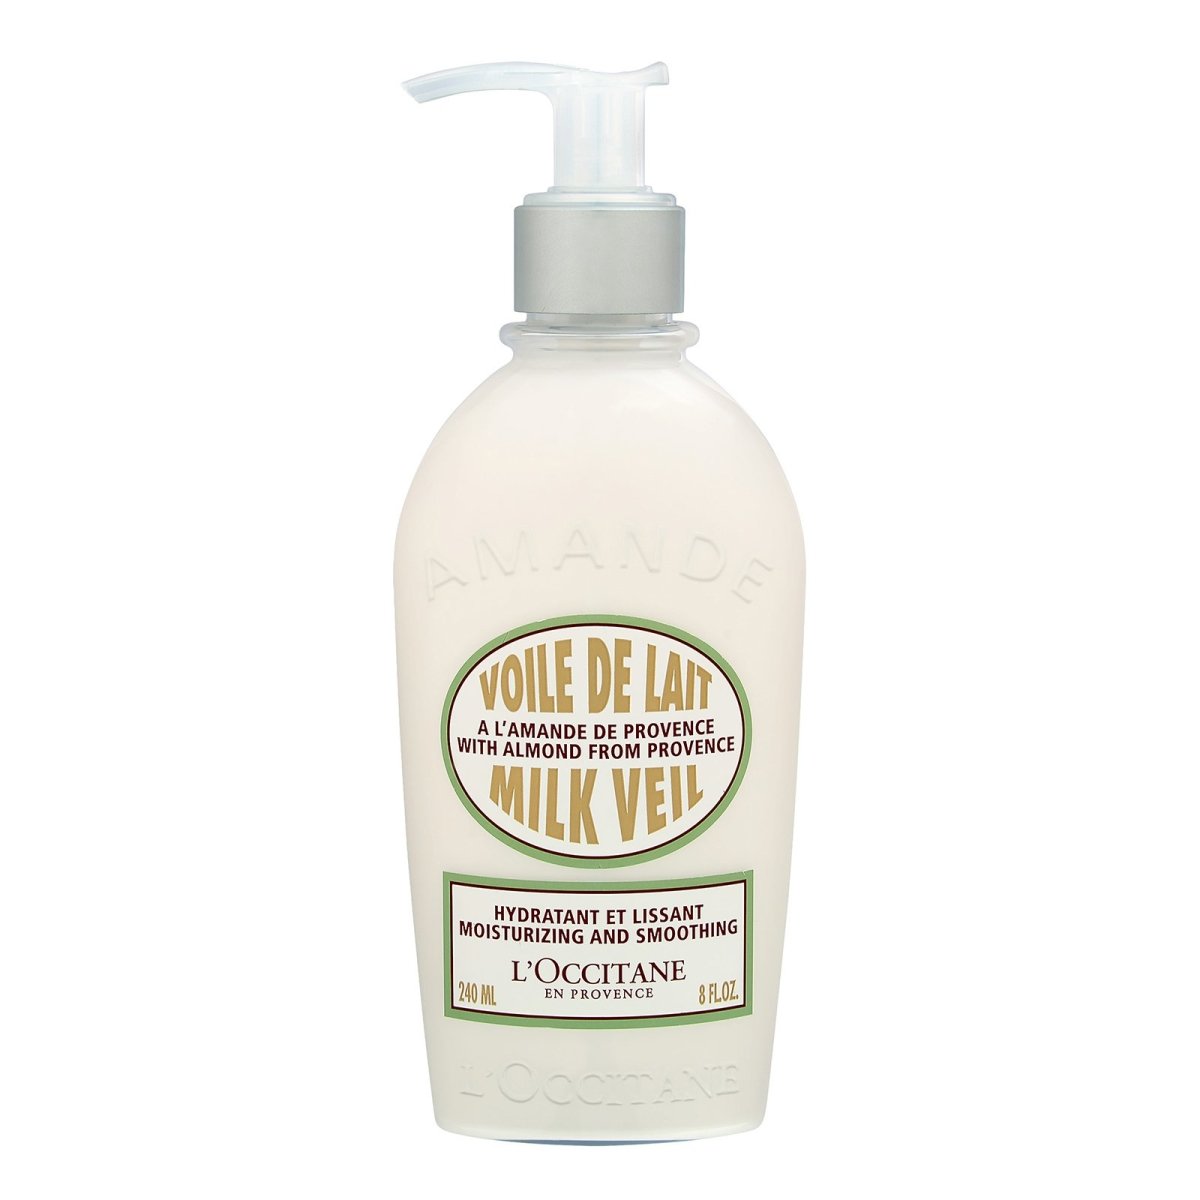 AMANDE
VOILE DE LAIT
A L'AMANDE DE PROVENCE
WITH ALMOND FROM PROVENCE
MILK VEIL
HYDRATANT ET LISSANT
MOISTURIZING AND SMOOTHING
L'OCCITANE
EN PROVENCE
240 ML 8 FL.OZ.
L'OCCITANE